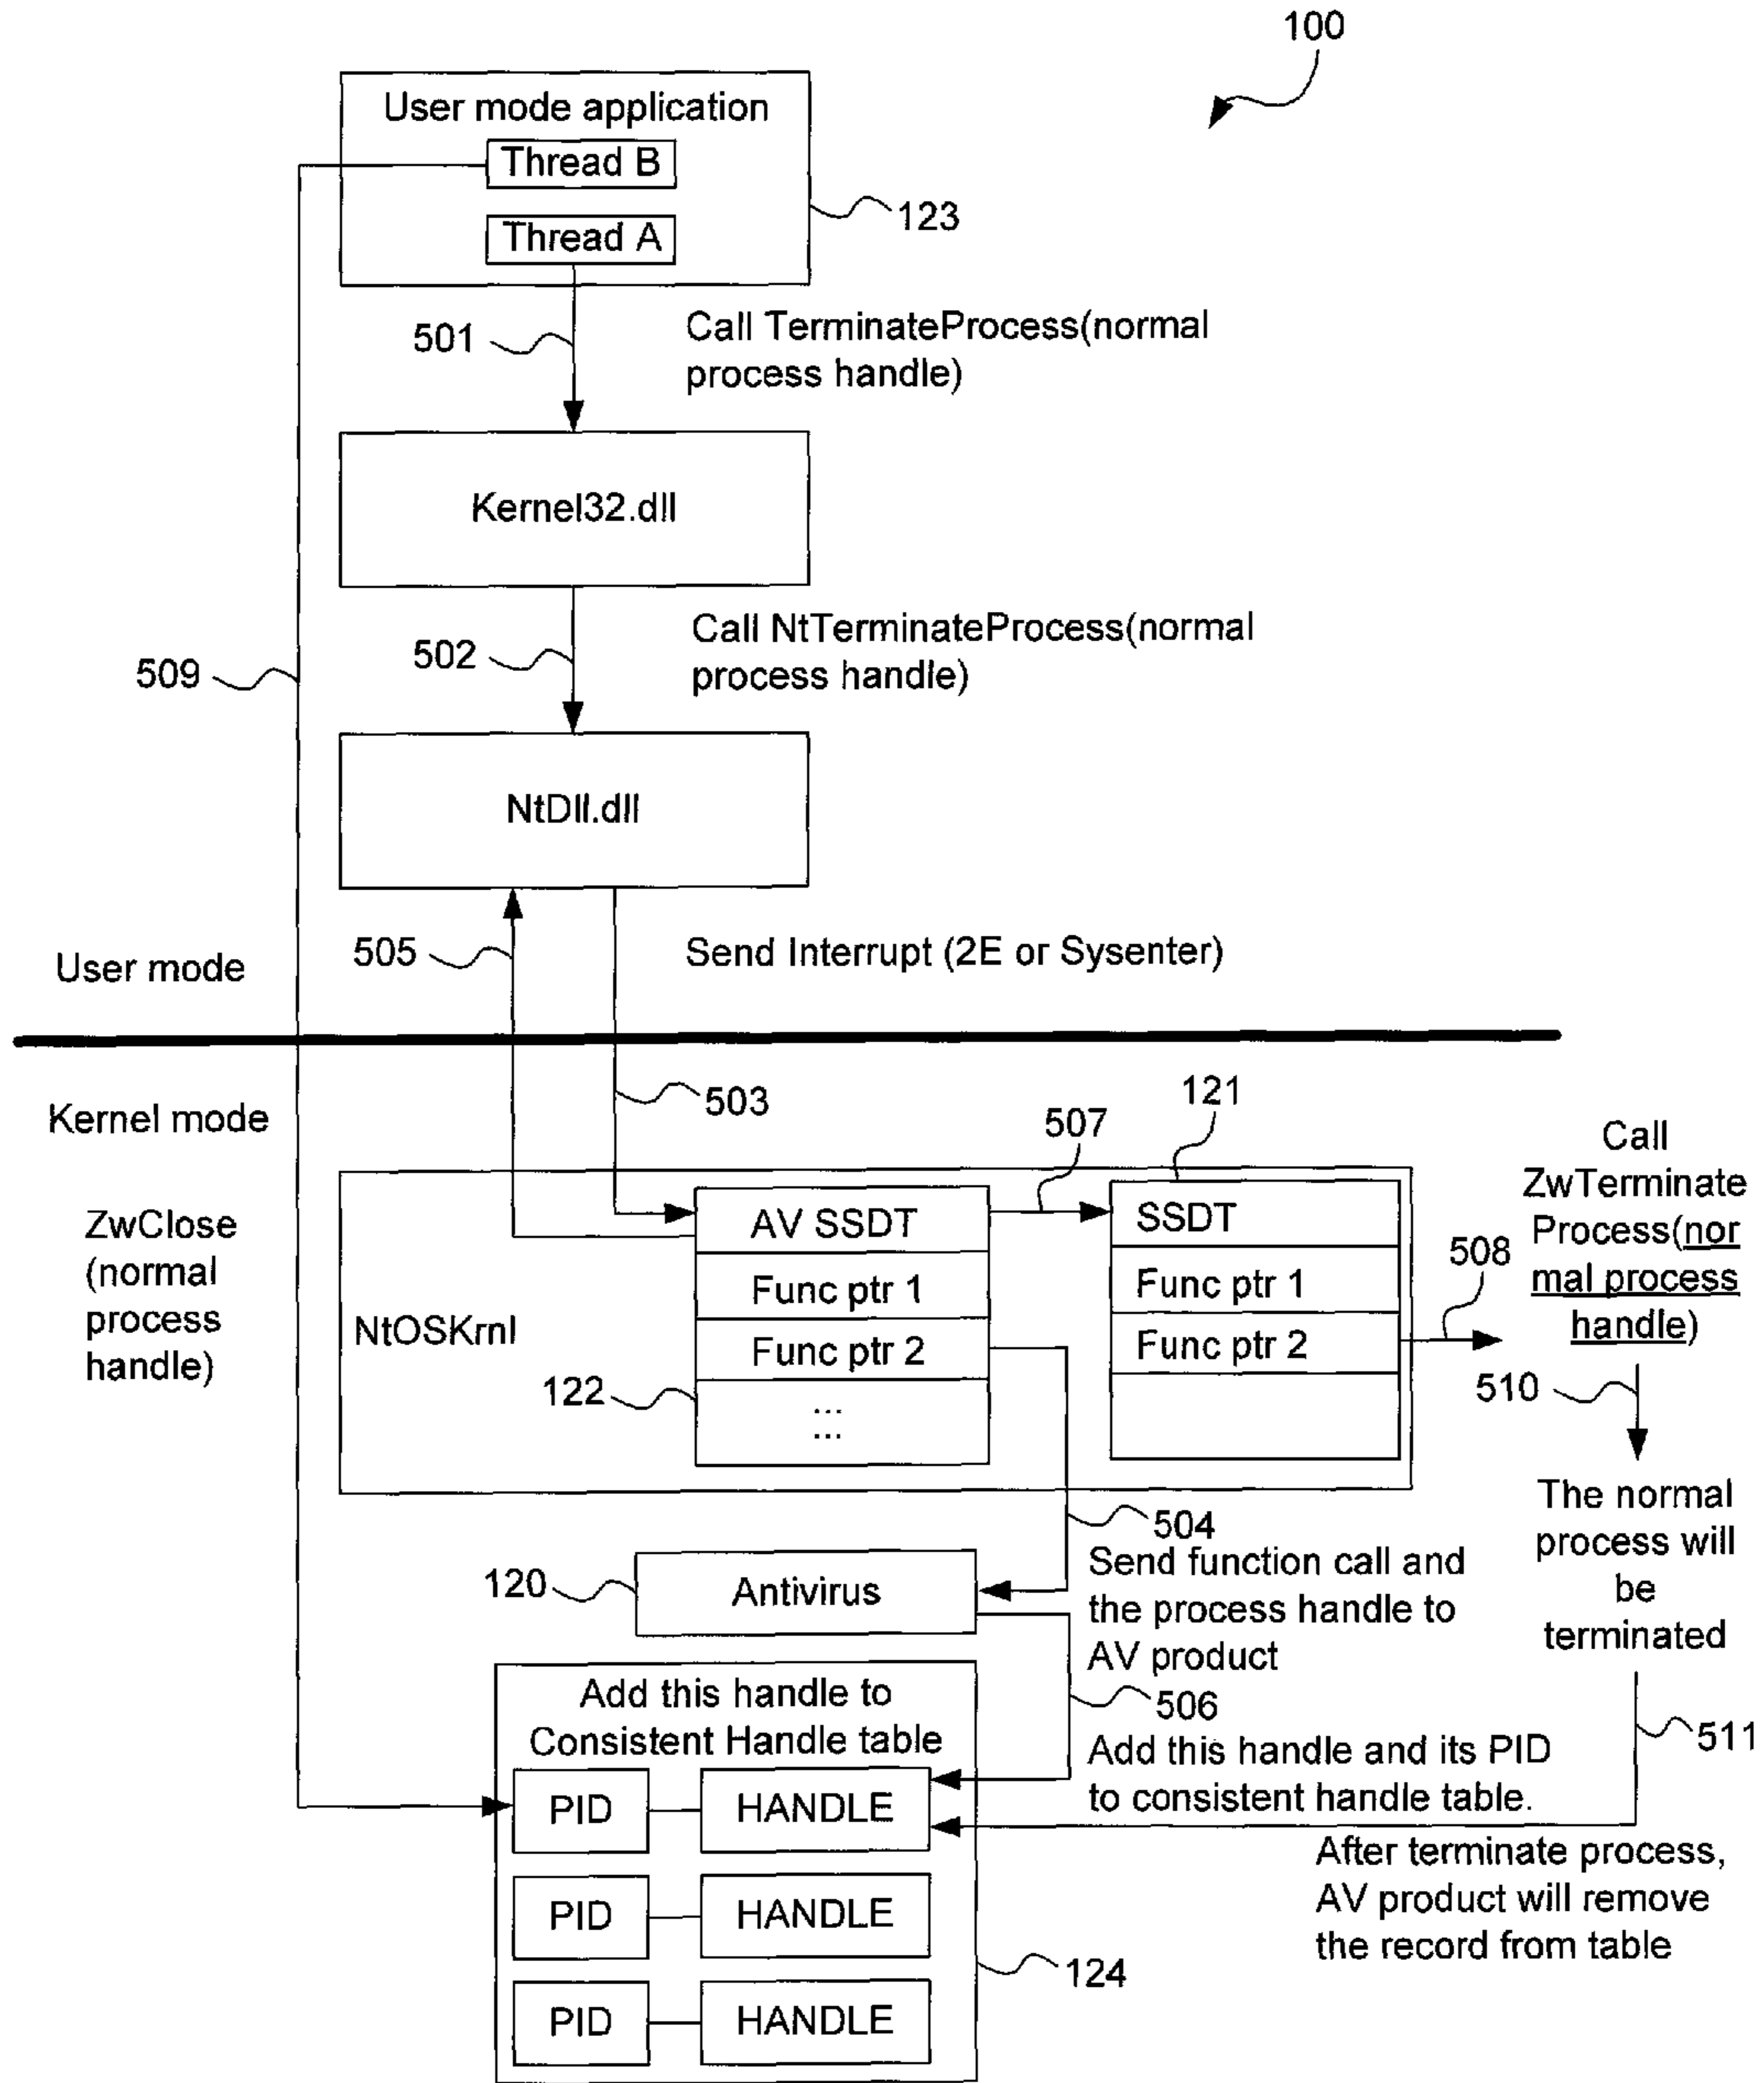 100
User mode application
Thread B
Thread A
123
501
Call TerminateProcess(normal
process handle)
Kernel32.dll
502
Call NtTerminateProcess(normal
process handle)
509
NtDll.dll
505
Send Interrupt (2E or Sysenter)
User mode
Kernel mode
503
507
121
Call
ZwTerminate
Process(nor
mal process
handle)
ZwClose
(normal
process
handle)
NtOSKrnl
AV SSDT
Func ptr 1
Func ptr 2
...
...
122
SSDT
Func ptr 1
Func ptr 2
508
510
The normal
process will
be
terminated
504
Send function call and
the process handle to
AV product
120
Antivirus
506
Add this handle and its PID
to consistent handle table.
511
Add this handle to
Consistent Handle table
PID
HANDLE
PID
HANDLE
PID
HANDLE
After terminate process,
AV product will remove
the record from table
124